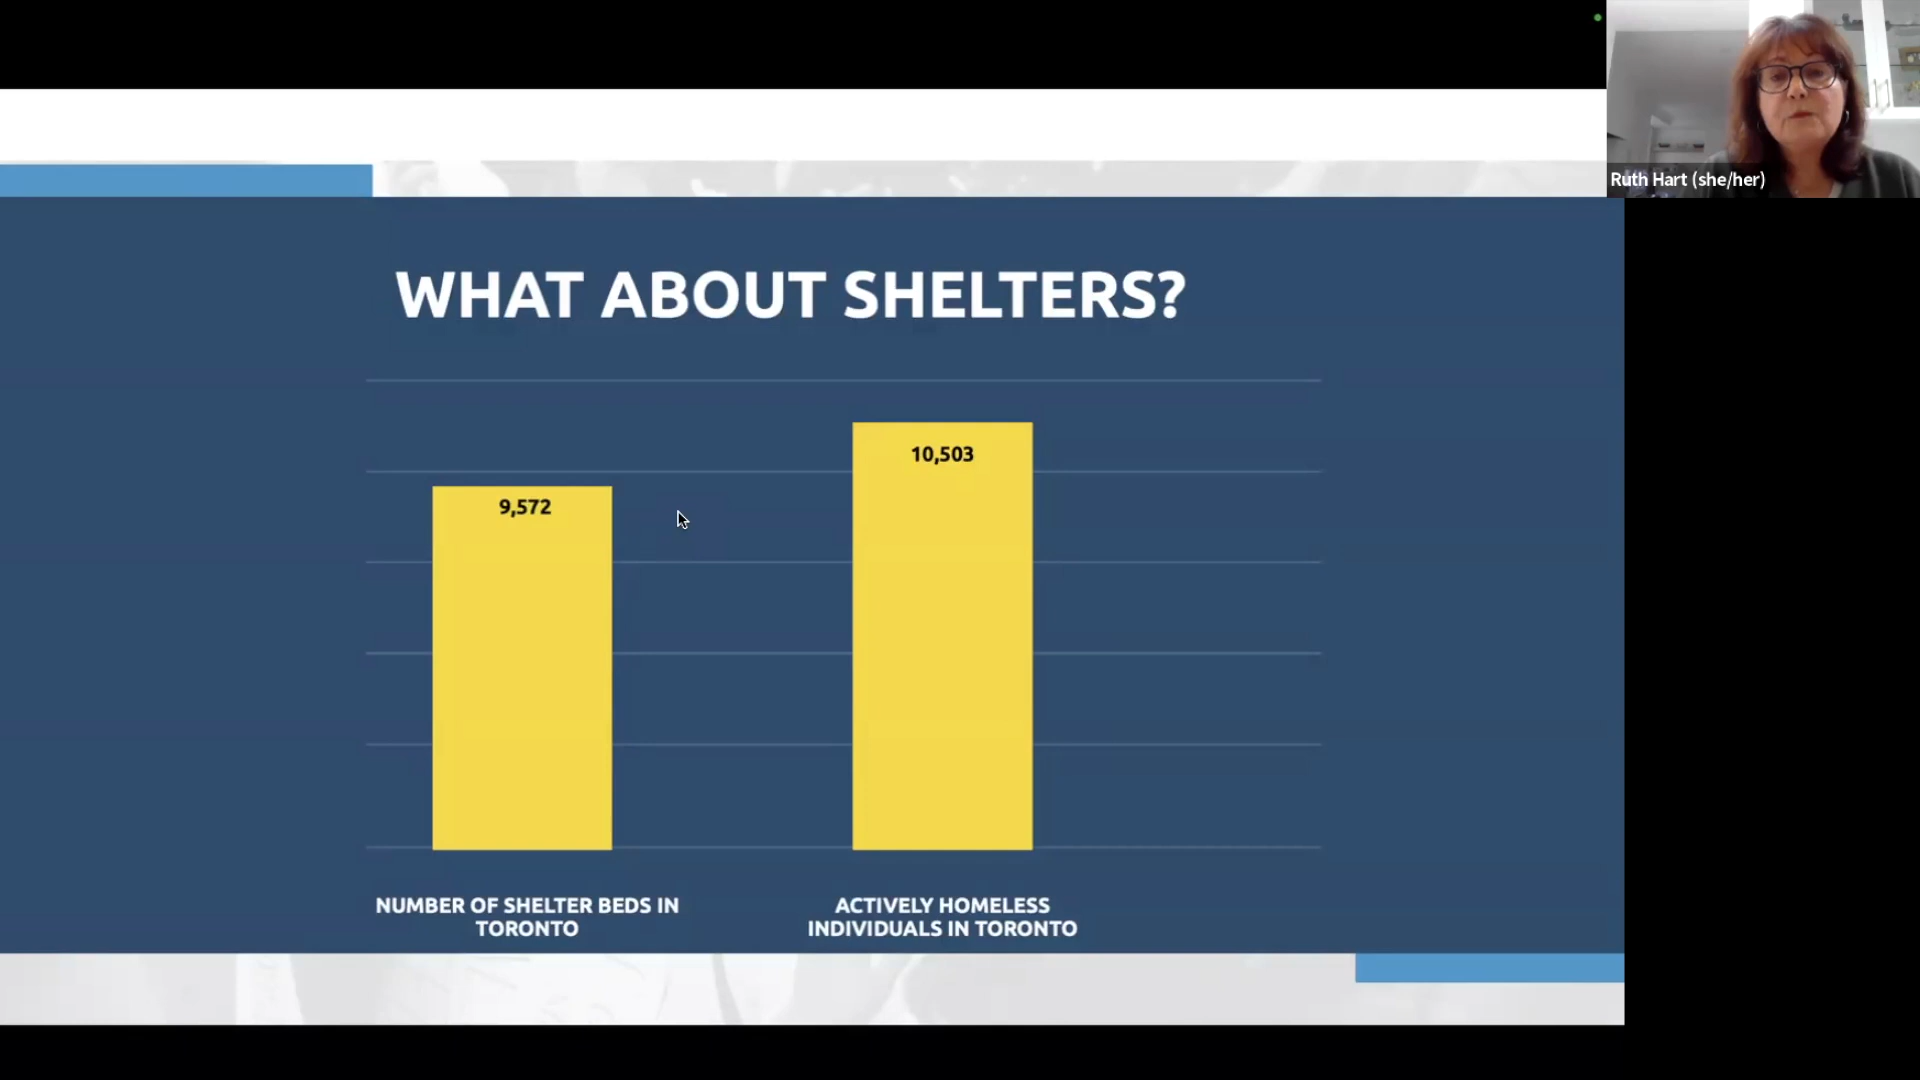 Ruth Hart (she/her)
WHAT ABOUT SHELTERS?
10,503
9,572
NUMBER OF SHELTER BEDS IN
TORONTO
ACTIVELY HOMELESS
INDIVIDUALS IN TORONTO